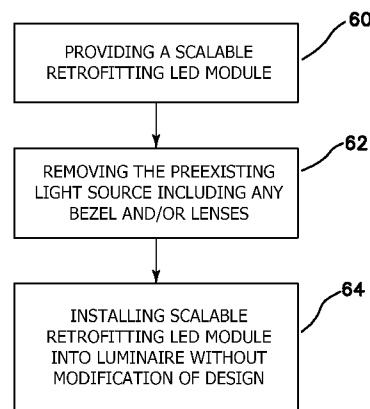 60
PROVIDING A SCALABLE
RETROFITTING LED MODULE
62
REMOVING THE PREEXISTING
LIGHT SOURCE INCLUDING ANY
BEZEL AND/OR LENSES
64
INSTALLING SCALABLE
RETROFITTING LED MODULE
INTO LUMINAIRE WITHOUT
MODIFICATION OF DESIGN